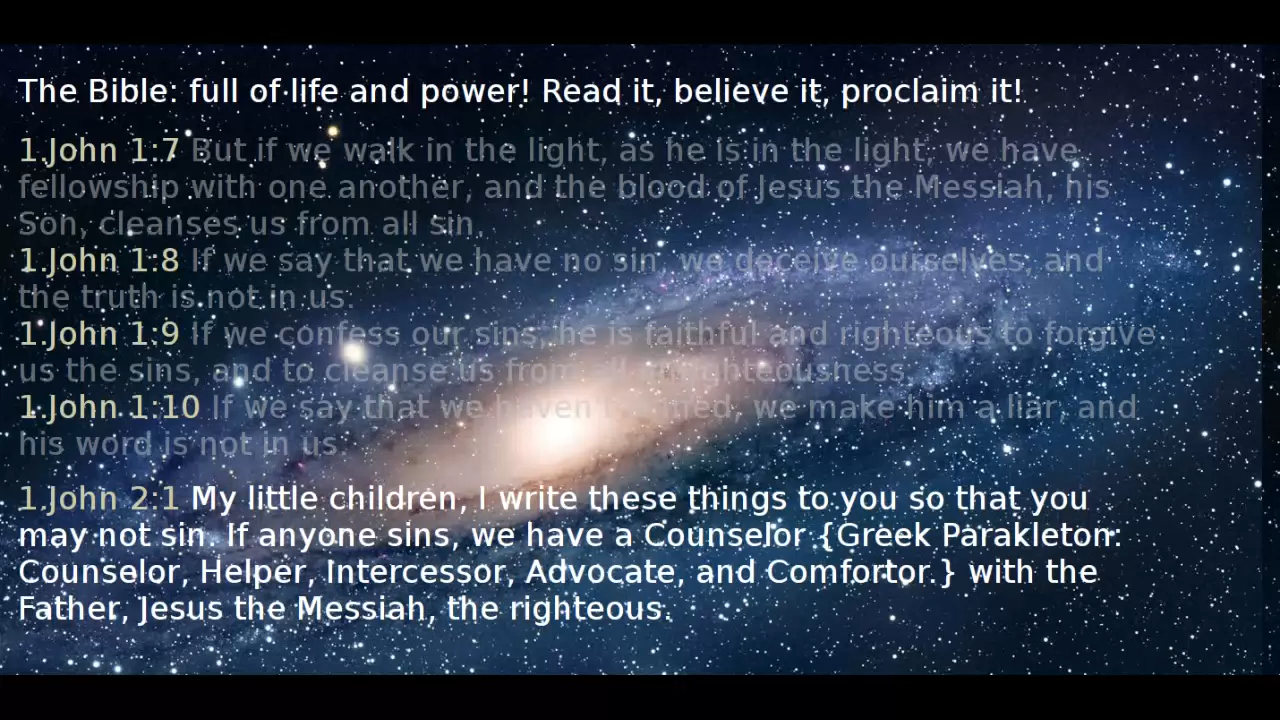 The Bible: full of life and power! Read it, believe it, proclaim it!
1.John 1:7 But if we walk in the light, as he is in the light, we have
fellowship with one another, and the blood of Jesus the Messiah, his
Son, cleanses us from all sin.
1.John 1:8 If we say that we have no sin, we deceive ourselves, and
the truth is not in us.
1.John 1:9 If we confess our sins, he is faithful and righteous to forgive
us the sins, and to cleanse us from all unrighteousness.
1.John 1:10 If we say that we haven't sinned, we make him a liar, and
his word is not in us.
1.John 2:1 My little children, I write these things to you so that you
may not sin. If anyone sins, we have a Counselor {Greek Parakleton:
Counselor, Helper, Intercessor, Advocate, and Comfortor.} with the
Father, Jesus the Messiah, the righteous.